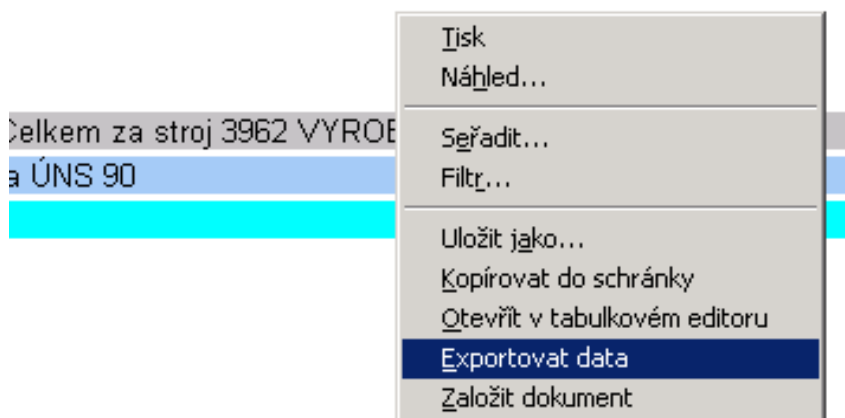 Tisk
Náhled...
Celkem za stroj 3962 VYROB
Seřadit...
a ÚNS 90
Filtr...
Uložit jako...
Kopírovat do schránky
Otevřít v tabulkovém editoru
Exportovat data
Založit dokument